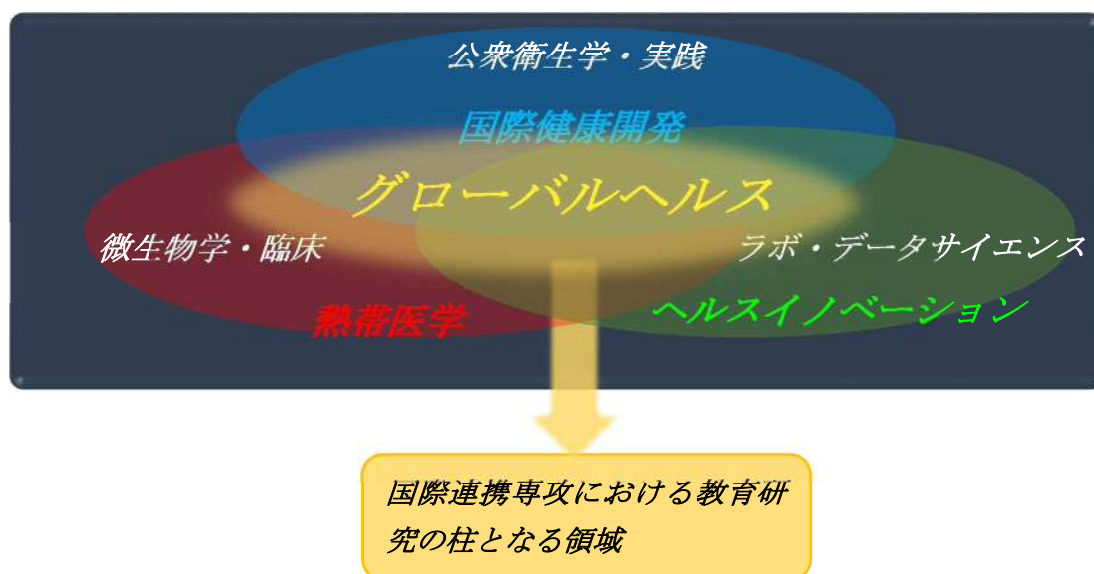 公衆衛生学・実践
国際健康開発
グローバルヘルス
微生物学・臨床
ラボ・データサイエンス
熱帯医学
ヘルスイノベーション
国際連携専攻における教育研
究の柱となる領域